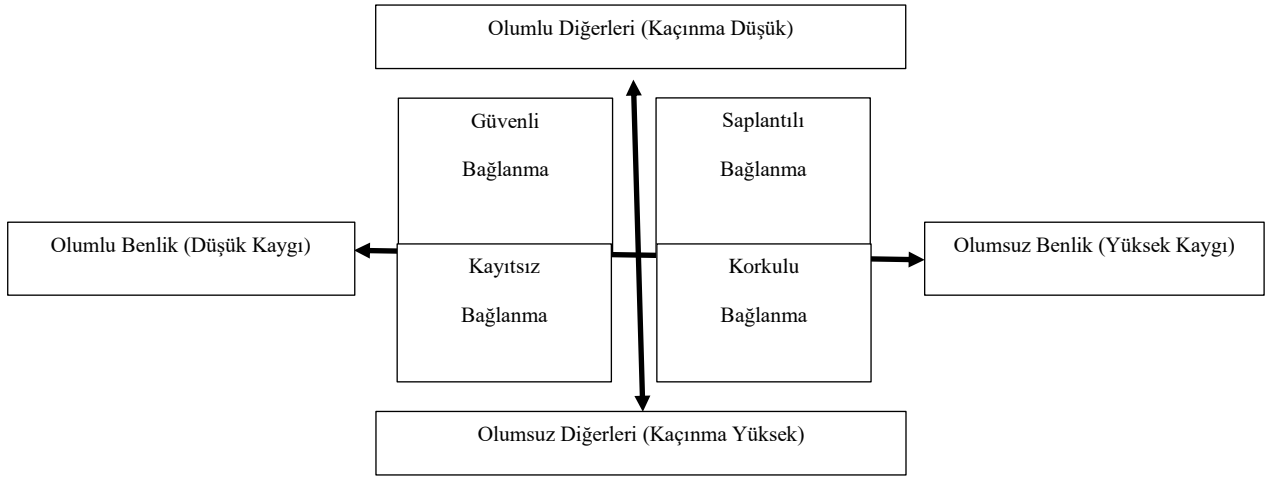 Olumlu Diğerleri (Kaçınma Düşük)
Güvenli
Bağlanma
Saplantılı
Bağlanma
Olumlu Benlik (Düşük Kaygı)
Olumsuz Benlik (Yüksek Kaygı)
Kayıtsız
Bağlanma
Korkulu
Bağlanma
Olumsuz Diğerleri (Kaçınma Yüksek)